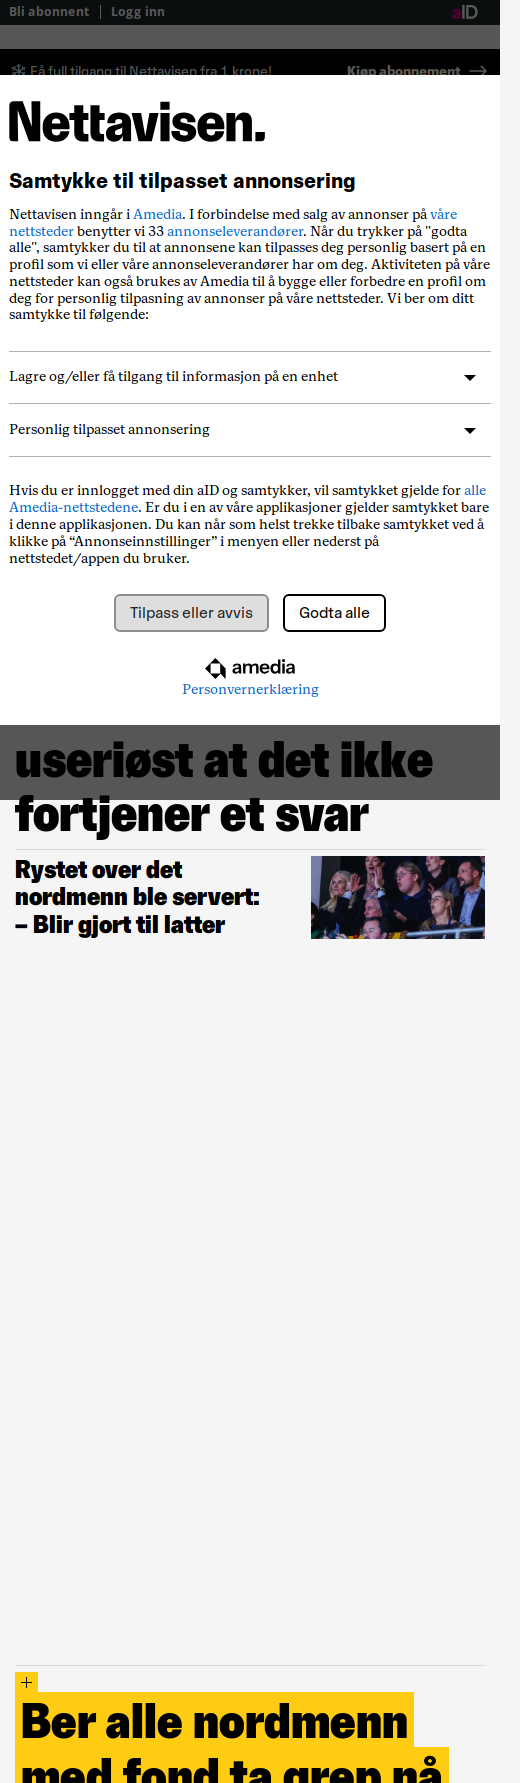 Bli abonnent | Logg inn
aID
Få full tilgang til Nettavisen fra 1 krone!
Kjøp abonnement →
Nettavisen.
Samtykke til tilpasset annonsering
Nettavisen inngår i Amedia. I forbindelse med salg av annonser på våre
nettsteder benytter vi 33 annonseleverandører. Når du trykker på "godta
alle", samtykker du til at annonsene kan tilpasses deg personlig basert på en
profil som vi eller våre annonseleverandører har om deg. Aktiviteten på våre
nettsteder kan også brukes av Amedia til å bygge eller forbedre en profil om
deg for personlig tilpasning av annonser på våre nettsteder. Vi ber om ditt
samtykke til følgende:
Lagre og/eller få tilgang til informasjon på en enhet
Personlig tilpasset annonsering
Hvis du er innlogget med din aID og samtykker, vil samtykket gjelde for alle
Amedia-nettstedene. Er du i en av våre applikasjoner gjelder samtykket bare
i denne applikasjonen. Du kan når som helst trekke tilbake samtykket ved å
klikke på “Annonseinnstillinger” i menyen eller nederst på
nettstedet/appen du bruker.
Tilpass eller avvis
Godta alle
amedia
Personvernerklæring
useriøst at det ikke
fortjener et svar
Rystet over det
nordmenn ble servert:
– Blir gjort til latter
+
Ber alle nordmenn
med fond ta grep nå